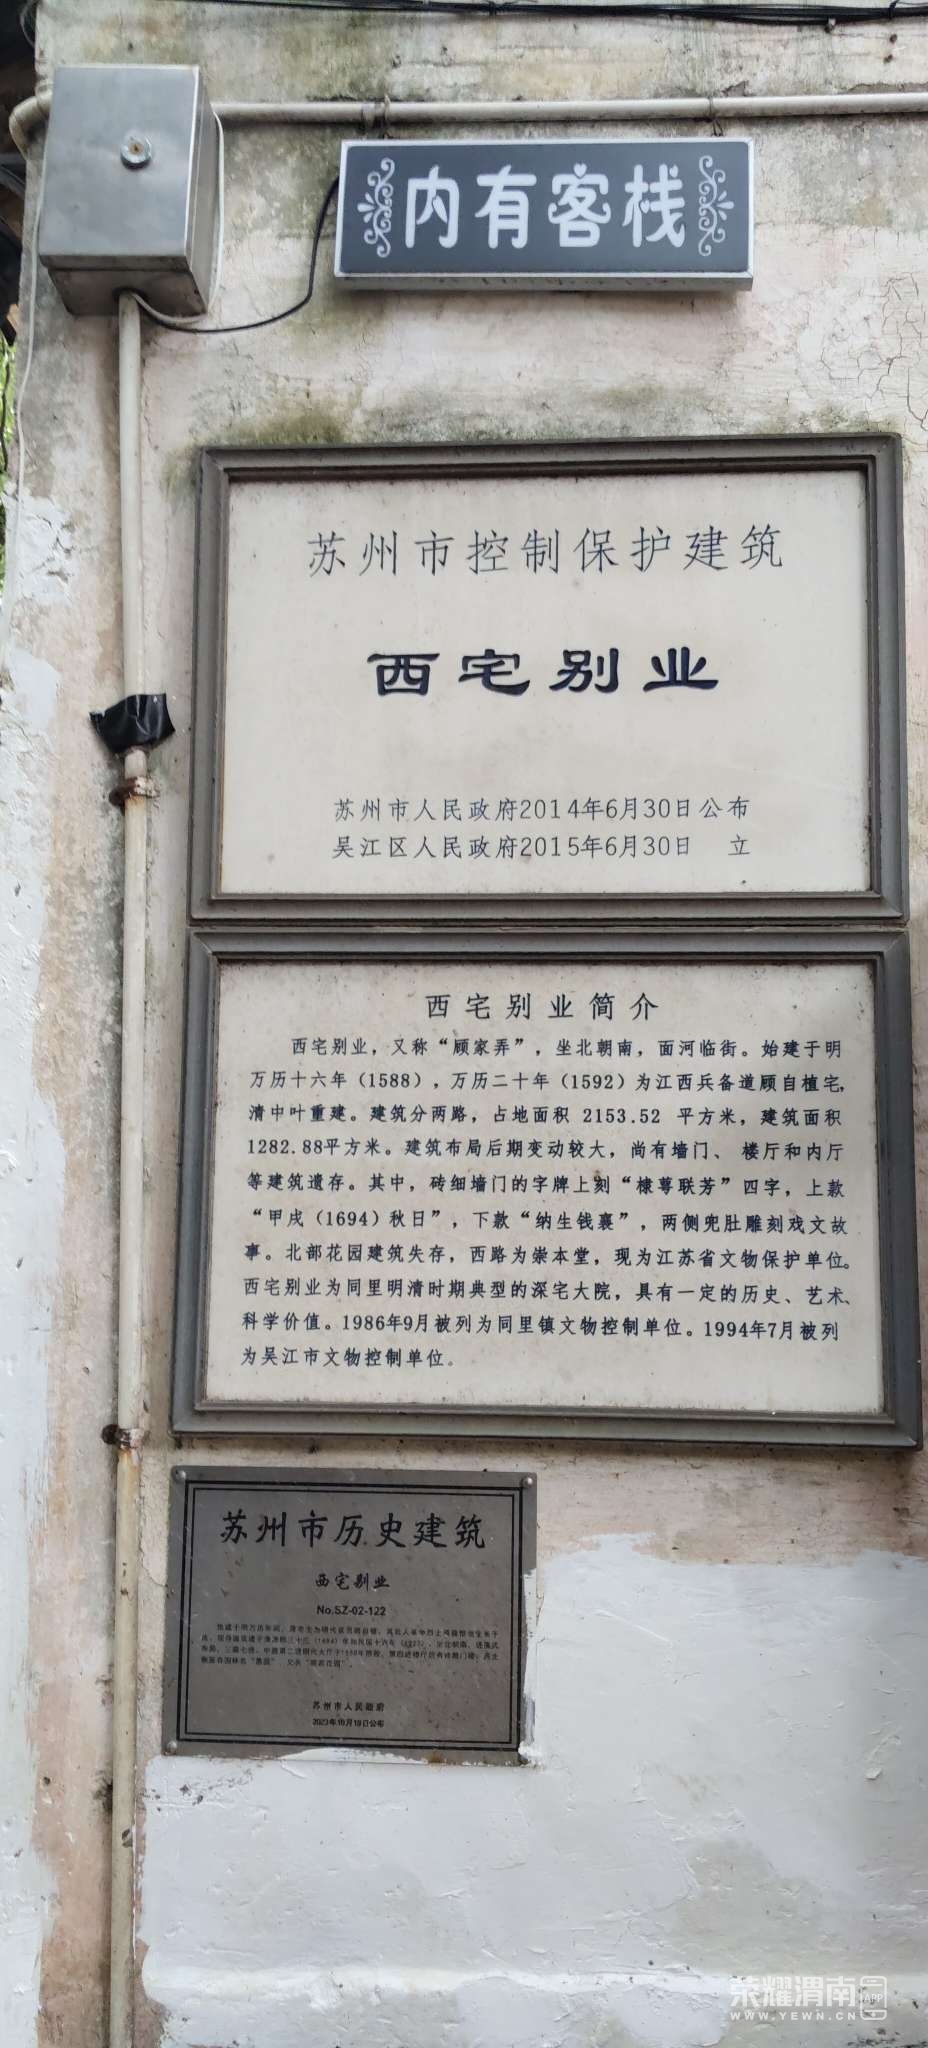 内有客栈
苏州市控制保护建筑
西宅别业
苏州市人民政府2014年6月30日公布
吴江区人民政府2015年6月30日 立
西宅别业简介
西宅别业，又称“顾家弄”，坐北朝南，面河临街。始建于明
万历十六年（1588），万历二十年（1592）为江西兵备道顾自植宅，
清中叶重建。建筑分两路，占地面积 2153.52 平方米，建筑面积
1282.88平方米。建筑布局后期变动较大，尚有墙门、 楼厅和内厅
等建筑遗存。其中，砖细墙门的字牌上刻“棣萼联芳”四字，上款
“甲戌（1694）秋日”，下款“纳生钱襄”，两侧兜肚雕刻戏文故
事。北部花园建筑失存，西路为崇本堂，现为江苏省文物保护单位。
西宅别业为同里明清时期典型的深宅大院，具有一定的历史、艺术、
科学价值。1986年9月被列为同里镇文物控制单位。1994年7月被列
为吴江市文物控制单位。
苏州市历史建筑
西宅别业
No.SZ-02-122
苏州市人民政府
2023年10月18日公布
荣耀渭南
APP
WWW.YEWN.CN